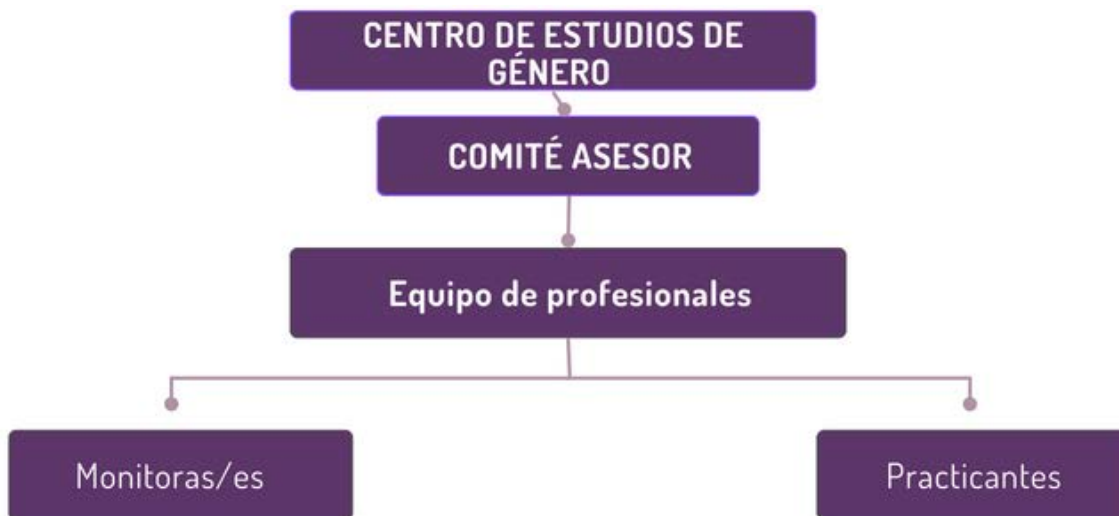 CENTRO DE ESTUDIOS DE
GÉNERO
COMITÉ ASESOR
Equipo de profesionales
Monitoras/es
Practicantes